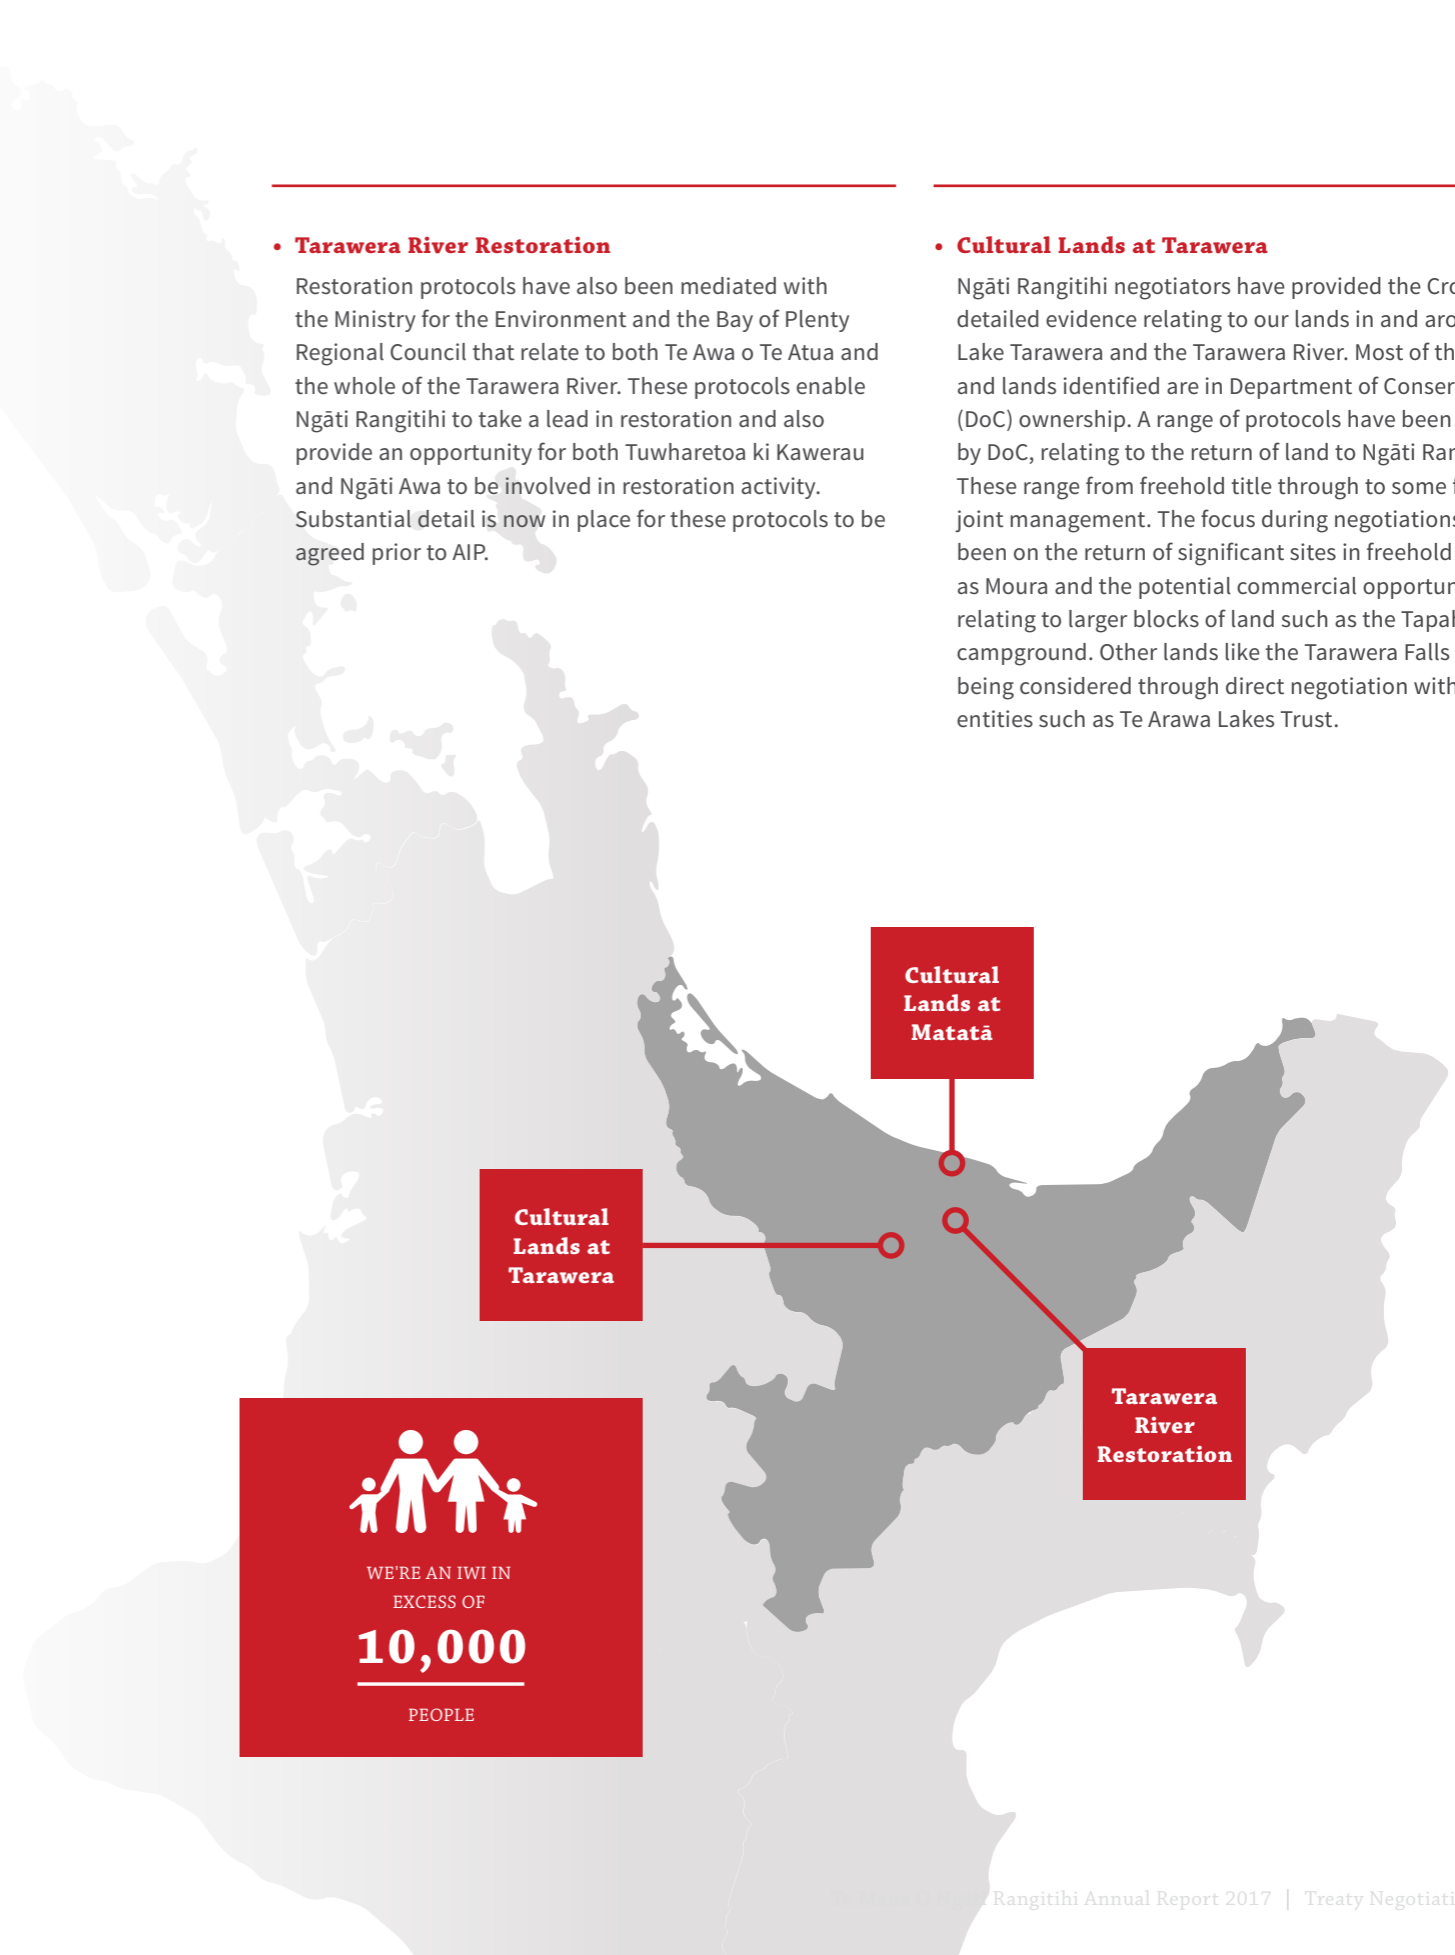 • Tarawera River Restoration
Restoration protocols have also been mediated with
the Ministry for the Environment and the Bay of Plenty
Regional Council that relate to both Te Awa o Te Atua and
the whole of the Tarawera River. These protocols enable
Ngāti Rangitihi to take a lead in restoration and also
provide an opportunity for both Tuwharetoa ki Kawerau
and Ngāti Awa to be involved in restoration activity.
Substantial detail is now in place for these protocols to be
agreed prior to AIP.
• Cultural Lands at Tarawera
Ngāti Rangitihi negotiators have provided the
detailed evidence relating to our lands in and
Lake Tarawera and the Tarawera River. Most of
and lands identified are in Department of
(DoC) ownership. A range of protocols have been
by DoC, relating to the return of land to Ngāti
These range from freehold title through to some
joint management. The focus during negotiations
been on the return of significant sites in freehold
as Moura and the potential commercial
relating to larger blocks of land such as the
campground. Other lands like the Tarawera Falls
being considered through direct negotiation with
entities such as Te Arawa Lakes Trust.
Cultural
Lands at
Matatā
Cultural
Lands at
Tarawera
Tarawera
River
Restoration
WE'RE AN IWI IN
EXCESS OF
10,000
PEOPLE
Rangitihi Annual Report 2017 | Treaty